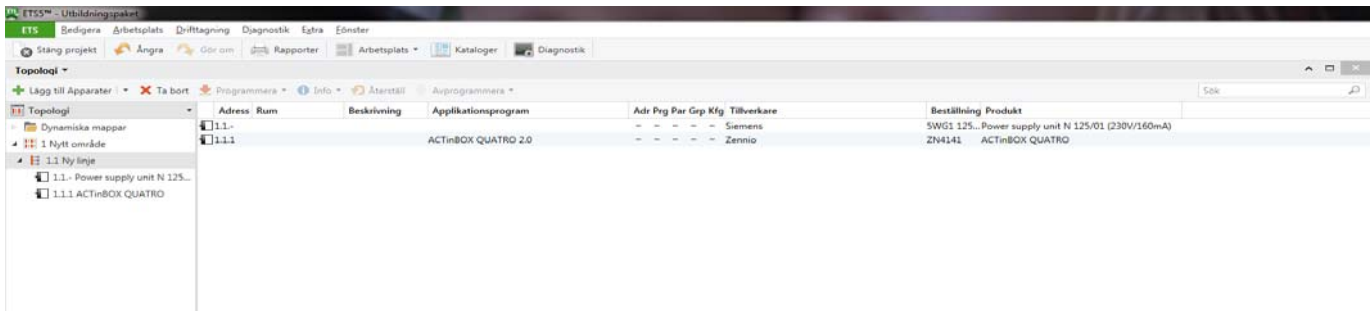 ETS5™ - Utbildningspaket
ETS Redigera Arbetsplats Drifttagning Diagnostik Extra Fönster
Stäng projekt Ångra Gör om Rapporter Arbetsplats Kataloger Diagnostik
Topologi
Lägg till Apparater Ta bort Programmera Info Återställ Avprogrammera Sök
Topologi Adress Rum Beskrivning Applikationsprogram Adr Prg Par Grp Kfg Tillverkare Beställning Produkt
Dynamiska mappar 1.1.- - - - - - Siemens 5WG1 125... Power supply unit N 125/01 (230V/160mA)
1 Nytt område 1.1.1 ACTinBOX QUATRO 2.0 - - - - - Zennio ZN4141 ACTinBOX QUATRO
1.1 Ny linje
1.1.- Power supply unit N 125...
1.1.1 ACTinBOX QUATRO